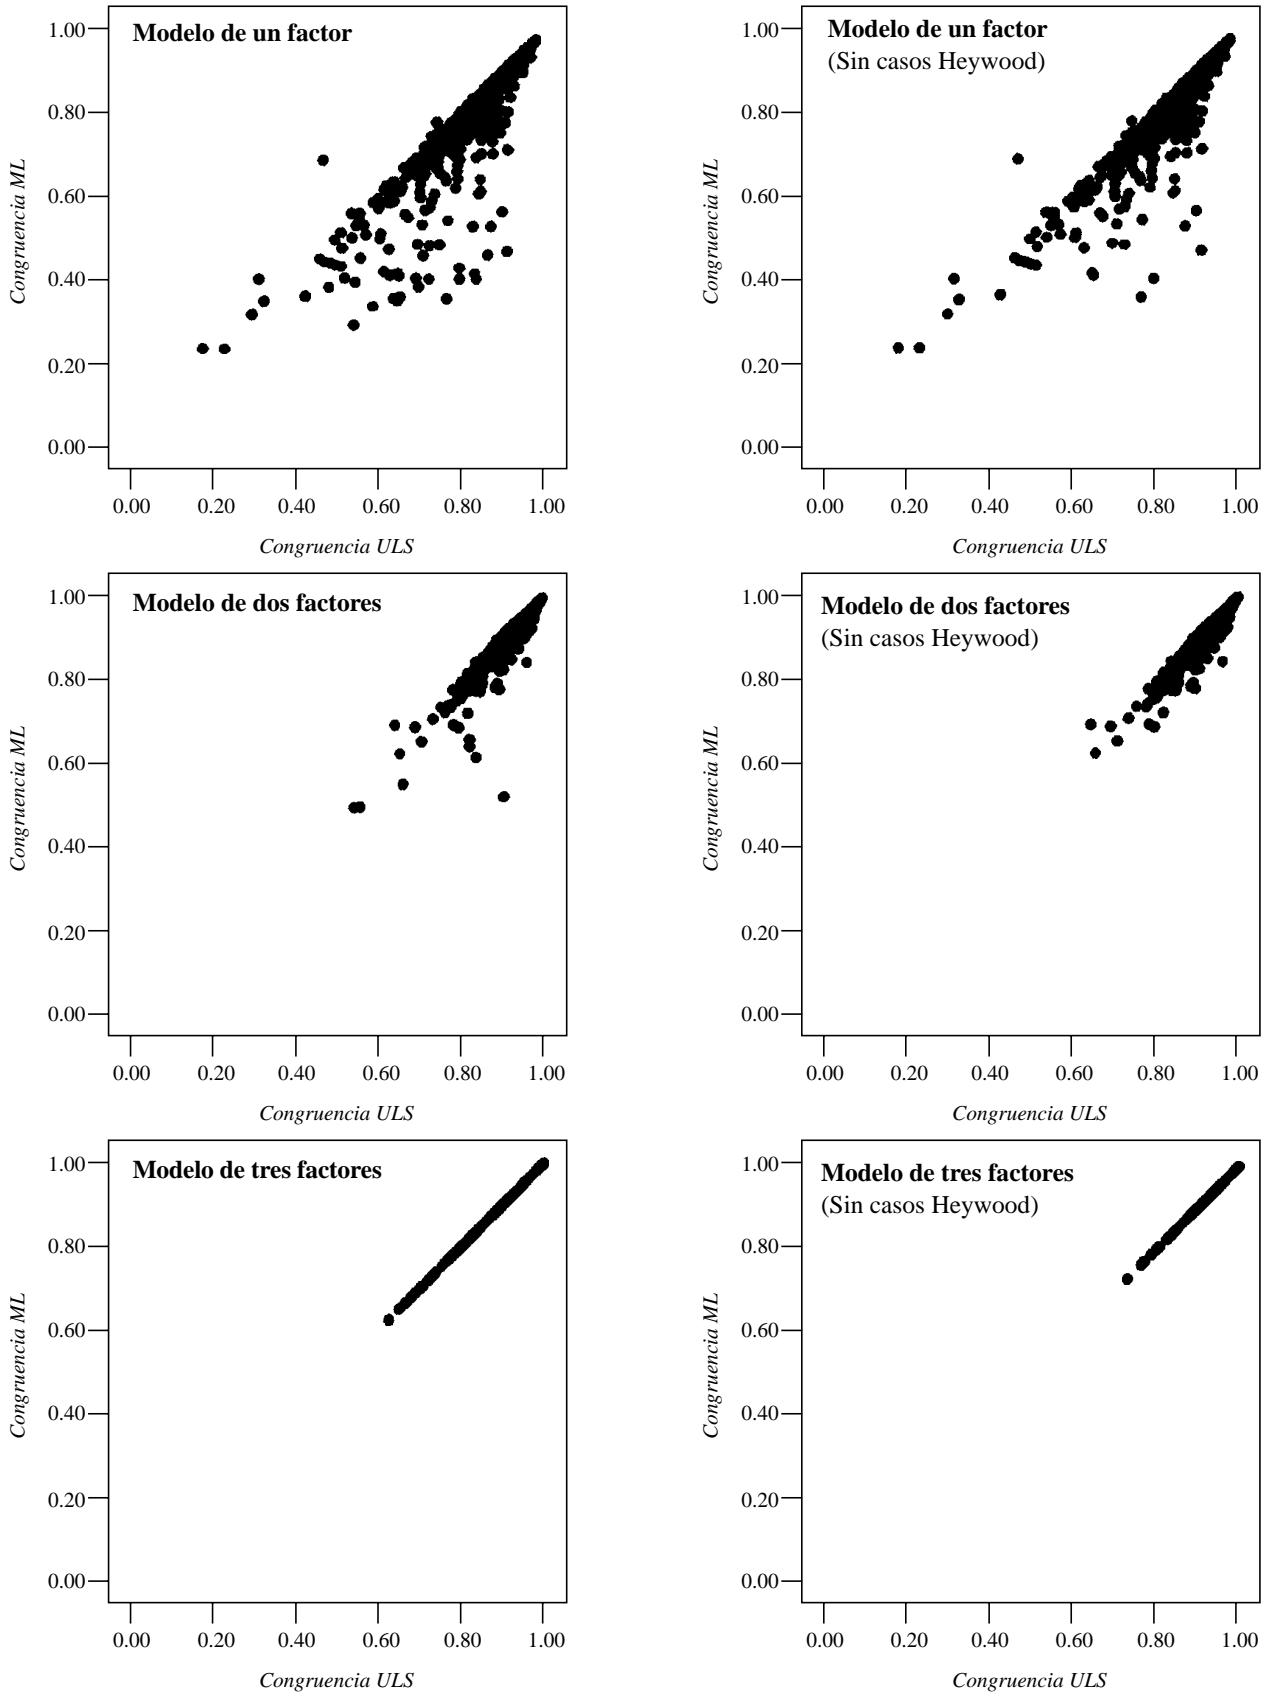 Modelo de un factor
1.00
0.80
0.60
0.40
0.20
0.00
Congruencia ML
0.00 0.20 0.40 0.60 0.80 1.00
Congruencia ULS
Modelo de un factor
(Sin casos Heywood)
1.00
0.80
0.60
0.40
0.20
0.00
Congruencia ML
0.00 0.20 0.40 0.60 0.80 1.00
Congruencia ULS
Modelo de dos factores
1.00
0.80
0.60
0.40
0.20
0.00
Congruencia ML
0.00 0.20 0.40 0.60 0.80 1.00
Congruencia ULS
Modelo de dos factores
(Sin casos Heywood)
1.00
0.80
0.60
0.40
0.20
0.00
Congruencia ML
0.00 0.20 0.40 0.60 0.80 1.00
Congruencia ULS
Modelo de tres factores
1.00
0.80
0.60
0.40
0.20
0.00
Congruencia ML
0.00 0.20 0.40 0.60 0.80 1.00
Congruencia ULS
Modelo de tres factores
(Sin casos Heywood)
1.00
0.80
0.60
0.40
0.20
0.00
Congruencia ML
0.00 0.20 0.40 0.60 0.80 1.00
Congruencia ULS